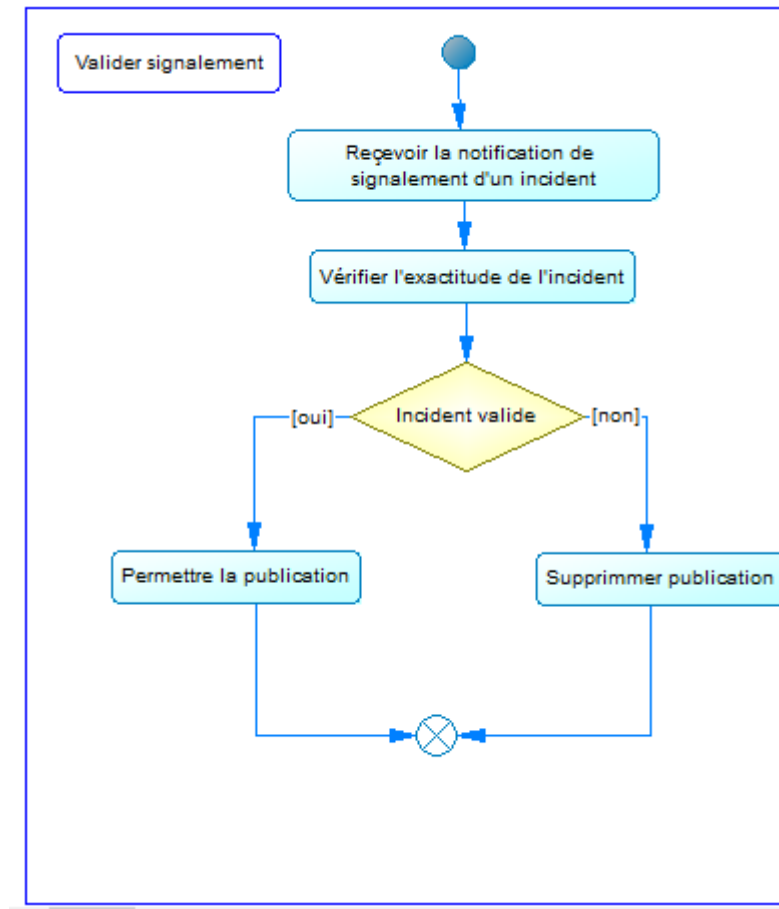 Valider signalement
Reçevoir la notification de
signalement d'un incident
Vérifier l'exactitude de l'incident
Incident valide
[oui]
[non]
Permettre la publication
Supprimmer publication